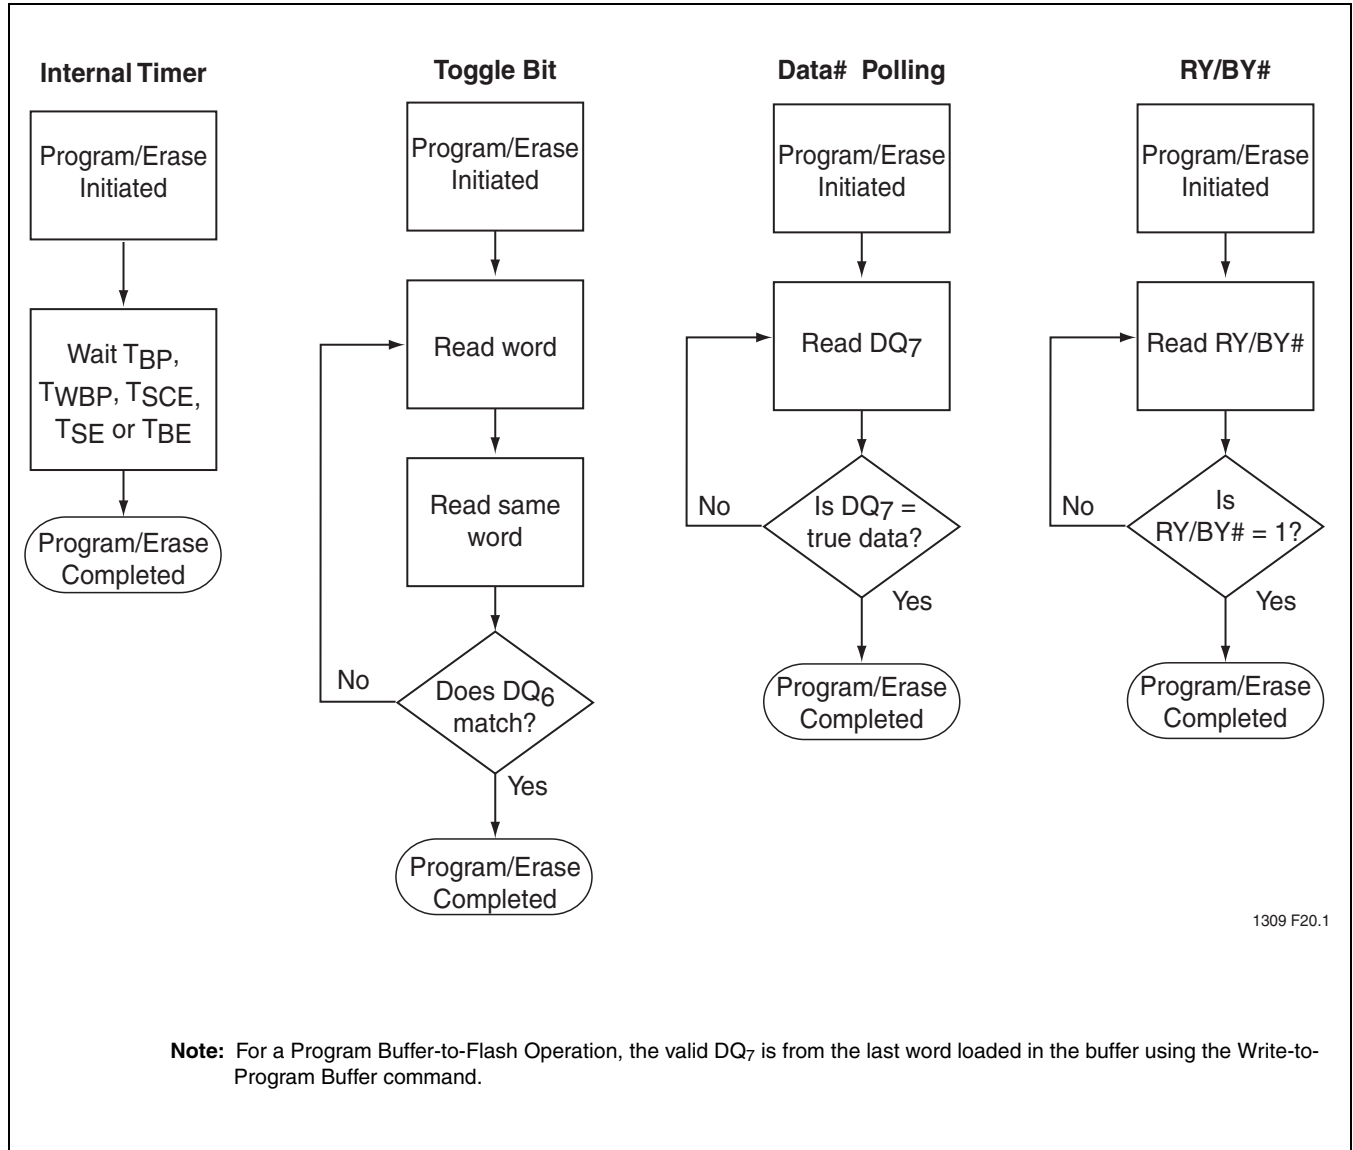 Internal Timer
Program/Erase
Initiated
Wait TBP,
TWBP, TSCE,
TSE or TBE
Program/Erase
Completed
Toggle Bit
Program/Erase
Initiated
Read word
Read same
word
Does DQ6
match?
No
Yes
Program/Erase
Completed
Data# Polling
Program/Erase
Initiated
Read DQ7
Is DQ7 =
true data?
No
Yes
Program/Erase
Completed
RY/BY#
Program/Erase
Initiated
Read RY/BY#
Is
RY/BY# = 1?
No
Yes
Program/Erase
Completed
1309 F20.1
Note: For a Program Buffer-to-Flash Operation, the valid DQ7 is from the last word loaded in the buffer using the Write-to-
Program Buffer command.